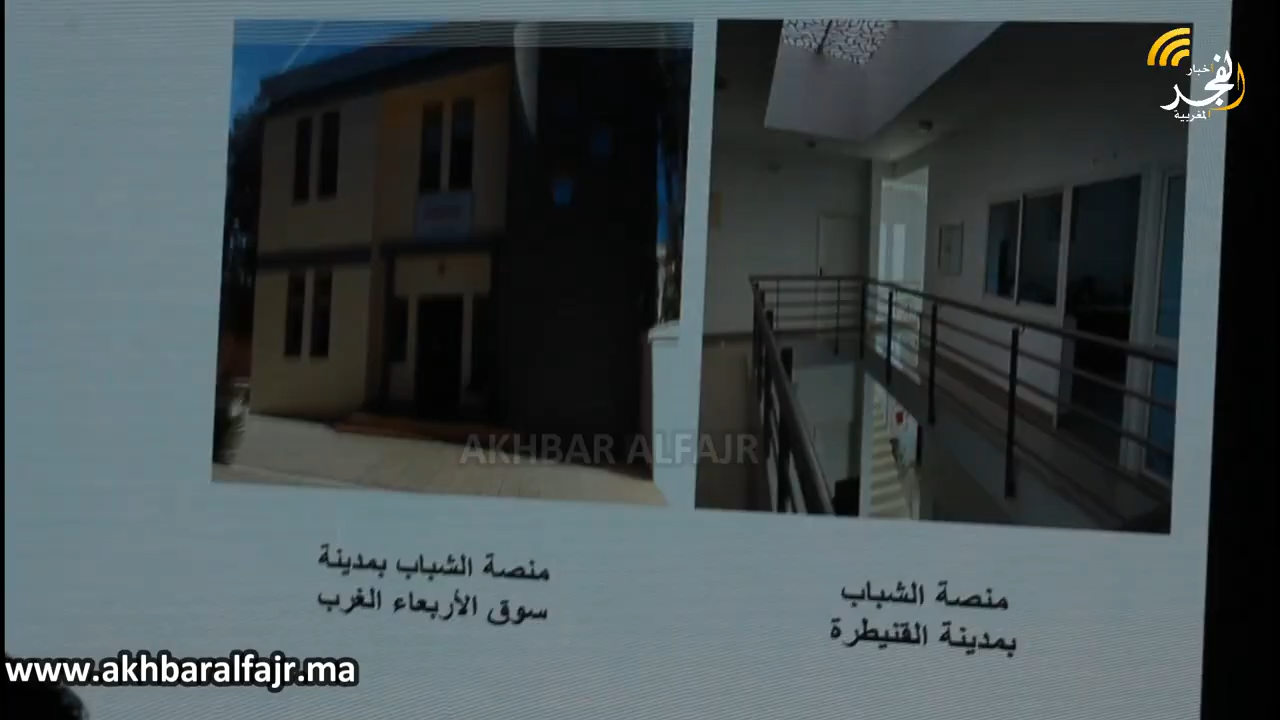 أخبار
الفجر
المغربية
AKHBAR ALFAJR
منصة الشباب بمدينة
سوق الأربعاء الغرب
منصة الشباب
بمدينة القنيطرة
www.akhbaralfajr.ma